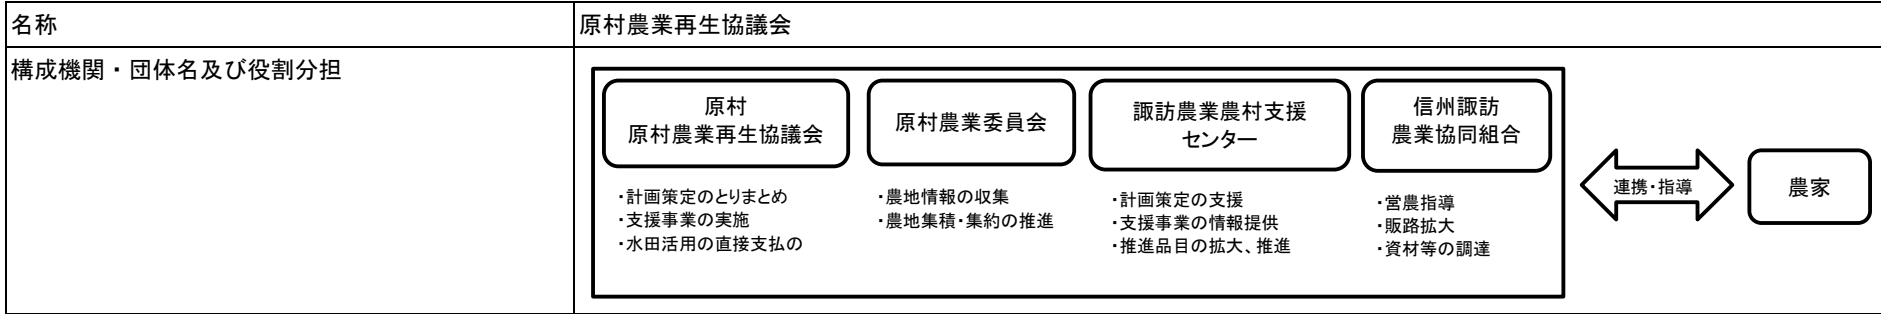 名称
原村農業再生協議会
構成機関・団体名及び役割分担
原村
原村農業再生協議会
・計画策定のとりまとめ
・支援事業の実施
・水田活用の直接支払の
原村農業委員会
・農地情報の収集
・農地集積・集約の推進
諏訪農業農村支援
センター
・計画策定の支援
・支援事業の情報提供
・推進品目の拡大、推進
信州諏訪
農業協同組合
・営農指導
・販路拡大
・資材等の調達
連携・指導
農家